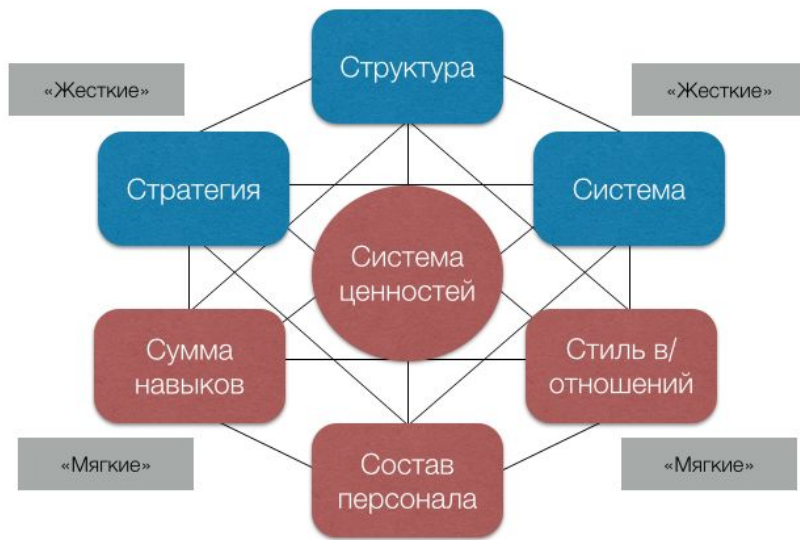 Структура
«Жесткие»
«Жесткие»
Стратегия
Система
Система
ценностей
Сумма
навыков
Стиль в/
отношений
«Мягкие»
«Мягкие»
Состав
персонала